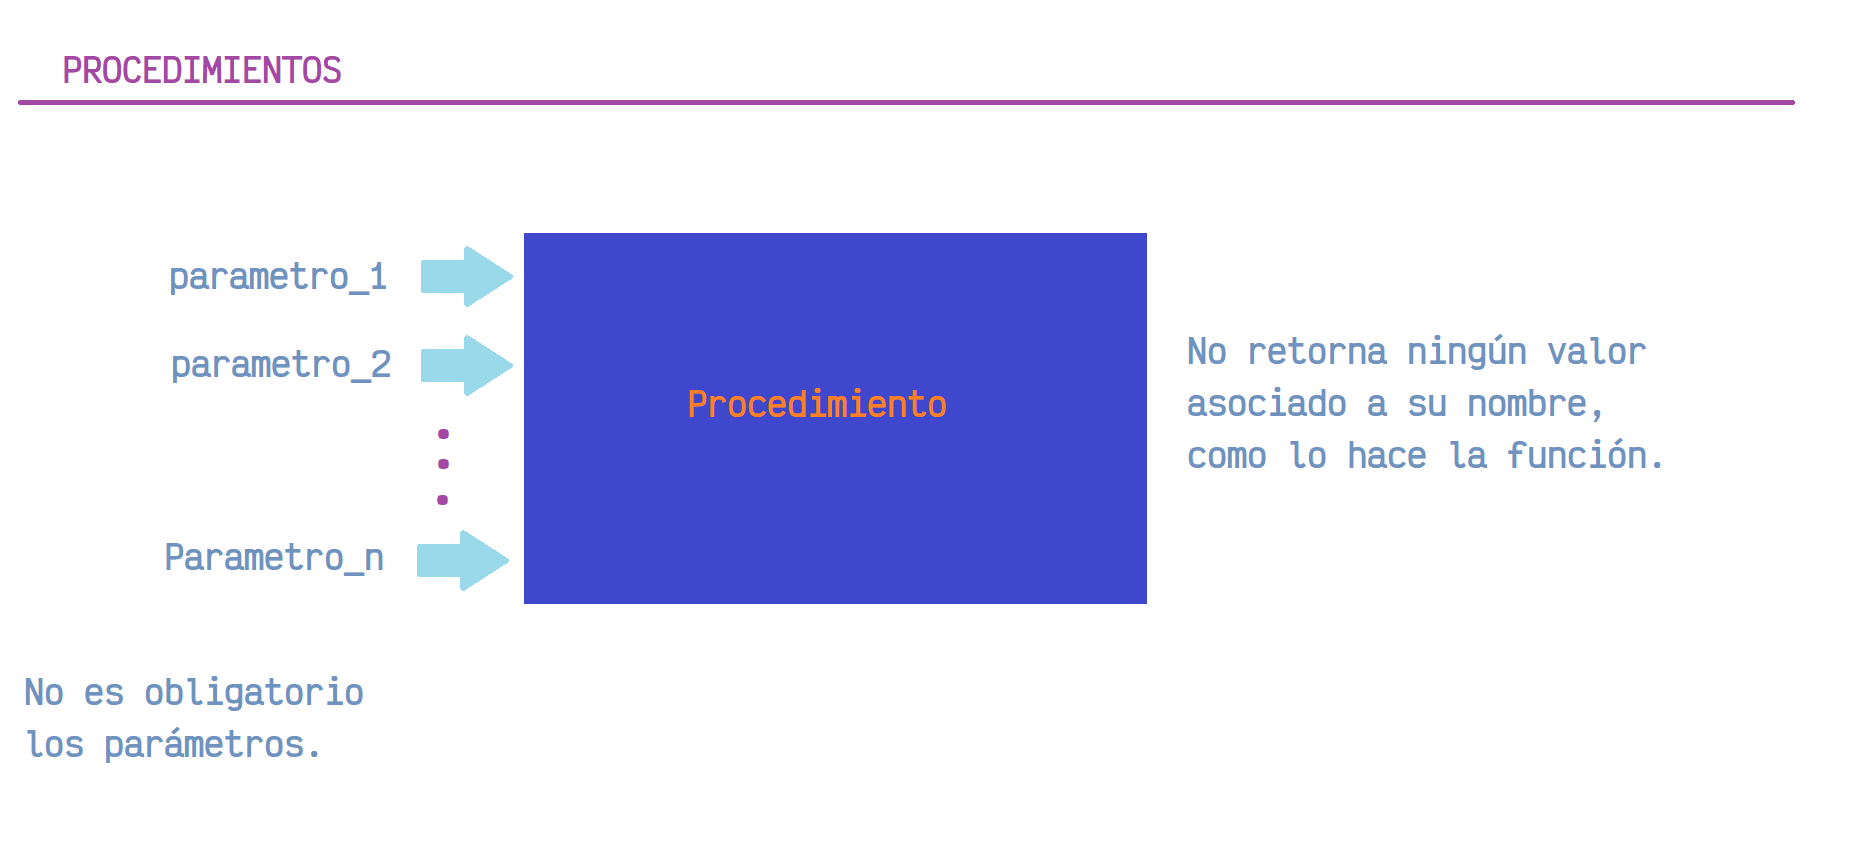 PROCEDIMIENTOS
parametro_1
parametro_2
Parametro_n
Procedimiento
No retorna ningún valor
asociado a su nombre,
como lo hace la función.
No es obligatorio
los parámetros.